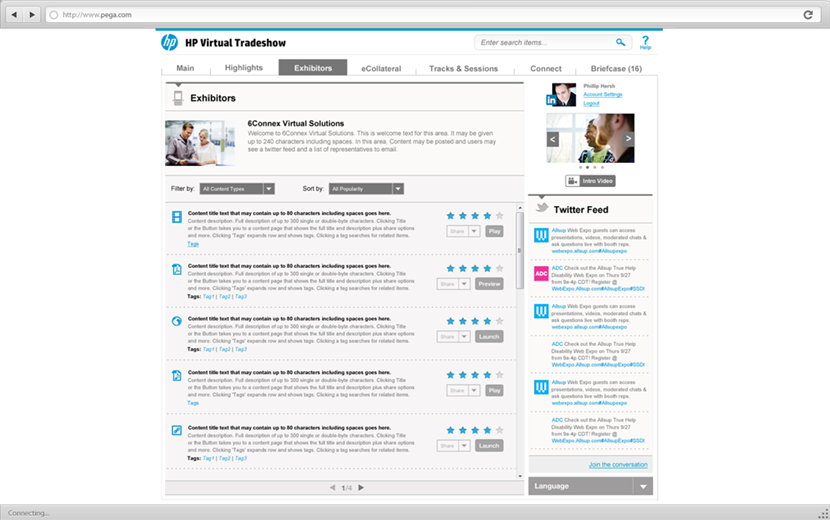 http://www.pega.com
hp
HP Virtual Tradeshow
Enter search items...
?
Help
Main
Highlights
Exhibitors
eCollateral
Tracks & Sessions
Connect
Briefcase (16)
Exhibitors
6Connex Virtual Solutions
Welcome to 6Connex Virtual Solutions. This is welcome text for this area. It may be given
up to 240 characters including spaces. In this area, Content may be posted and users may
see a twitter feed and a list of representatives to email.
Filter by:
All Content Types
Sort by:
All Popularity
Content title text that may contain up to 80 characters including spaces goes here.
Content description. Full description of up to 305 single or double-byte characters. Clicking Title
or the Button takes you to a content page that shows the full title and description plus share options
and more. Clicking 'Tags' expands row and shows tags. Clicking a tag searches for related items.
Tags
Share
Play
Content title text that may contain up to 80 characters including spaces goes here.
Content description. Full description of up to 300 single or double-byte characters. Clicking Title
or the Button takes you to a content page that shows the full title and description plus share options
and more. Clicking 'Tags' expands row and shows tags. Clicking a tag searches for related items.
Tags: Tag1 | Tag2 | Tag3
Share
Preview
Content title text that may contain up to 80 characters including spaces goes here.
Content description. Full description of up to 300 single or double-byte characters. Clicking Title
or the Button takes you to a content page that shows the full title and description plus share options
and more. Clicking 'Tags' expands row and shows tags. Clicking a tag searches for related items.
Tags: Tag1 | Tag2 | Tag3
Share
Launch
Content title text that may contain up to 80 characters including spaces goes here.
Content description. Full description of up to 300 single or double-byte characters. Clicking Title
or the Button takes you to a content page that shows the full title and description plus share options
and more. Clicking 'Tags' expands row and shows tags. Clicking a tag searches for related items.
Tags
Share
Play
Content title text that may contain up to 80 characters including spaces goes here.
Content description. Full description of up to 300 single or double-byte characters. Clicking Title
or the Button takes you to a content page that shows the full title and description plus share options
and more. Clicking 'Tags' expands row and shows tags. Clicking a tag searches for related items.
Tags: Tag1 | Tag2 | Tag3
Share
Launch
1/4
in
Phillip Hersh
Account Settings
Logout
Intro Video
Twitter Feed
Allsup Web Expo guests can access
presentations, videos, moderated chats &
ask questions live with booth reps.
webexpo.allsup.com#Allsupexpo
ADC
ADC Check out the Allsup True Help
Disability Web Expo on Thurs 9/27
from 9a-4p CDT! Register @
WebExpo.Allsup.com#AllsupExpo#SSDI
Allsup Web Expo guests can access
presentations, videos, moderated chats &
ask questions live with booth reps.
webexpo.allsup.com#Allsupexpo
ADC Check out the Allsup True Help
Disability Web Expo on Thurs 9/27
from 9a-4p CDT! Register @
WebExpo.Allsup.com#AllsupExpo#SSDI
Allsup Web Expo guests can access
presentations, videos, moderated chats &
ask questions live with booth reps.
webexpo.allsup.com#Allsupexpo
ADC Check out the Allsup True Help
Disability Web Expo on Thurs 9/27
from 9a-4p CDT! Register @
WebExpo.Allsup.com#AllsupExpo#SSDI
Join the conversation
Language
Connecting...